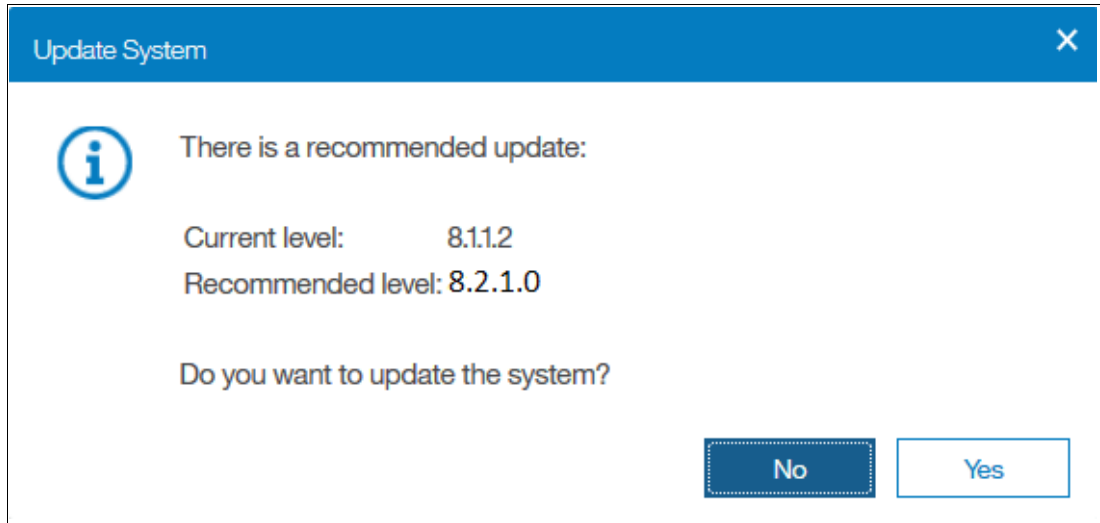 Update System
There is a recommended update:
Current level: 8.1.1.2
Recommended level: 8.2.1.0
Do you want to update the system?
No Yes